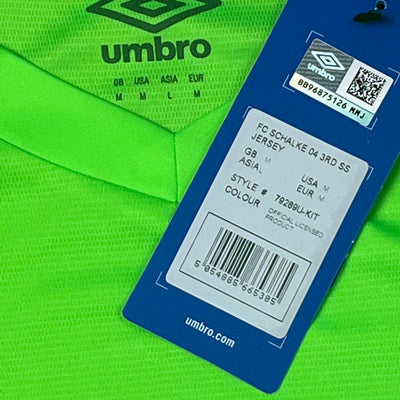 umbro
GB USA ASIA EUR
M M L M
umbro
BB96875126 MMJ
FC SCHALKE 04 3RD SS
JERSEY
GB M USA M
ASIA L EUR M
STYLE # 79289U-KIT
COLOUR
OFFICIAL LICENSED
PRODUCT
5 054885 665385
umbro.com